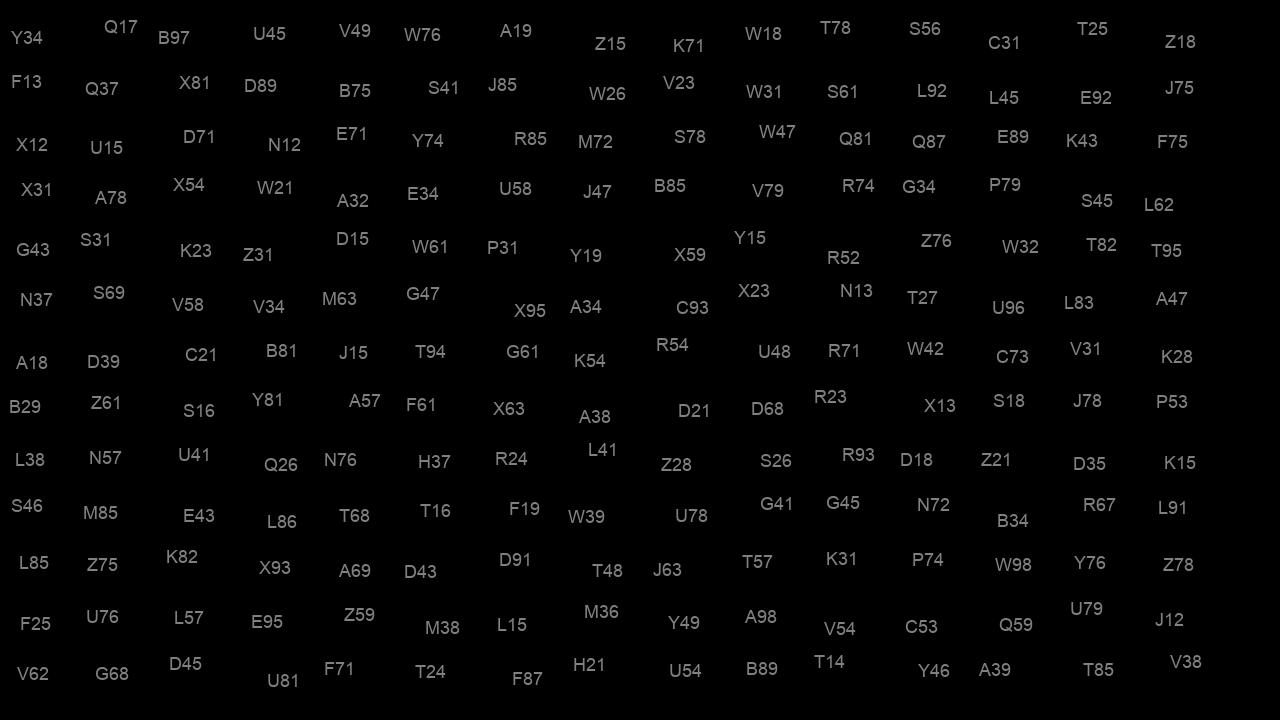 Y34 Q17 B97 U45 V49 W76 A19 Z15 K71 W18 T78 S56 C31 T25 Z18
F13 Q37 X81 D89 B75 S41 J85 W26 V23 W31 S61 L92 L45 E92 J75
X12 U15 D71 N12 E71 Y74 R85 M72 S78 W47 Q81 Q87 E89 K43 F75
X31 A78 X54 W21 A32 E34 U58 J47 B85 V79 R74 G34 P79 S45 L62
G43 S31 K23 Z31 D15 W61 P31 Y19 X59 Y15 R52 Z76 W32 T82 T95
N37 S69 V58 V34 M63 G47 X95 A34 C93 X23 N13 T27 U96 L83 A47
A18 D39 C21 B81 J15 T94 G61 K54 R54 U48 R71 W42 C73 V31 K28
B29 Z61 S16 Y81 A57 F61 X63 A38 D21 D68 R23 X13 S18 J78 P53
L38 N57 U41 Q26 N76 H37 R24 L41 Z28 S26 R93 D18 Z21 D35 K15
S46 M85 E43 L86 T68 T16 F19 W39 U78 G41 G45 N72 B34 R67 L91
L85 Z75 K82 X93 A69 D43 D91 T48 J63 T57 K31 P74 W98 Y76 Z78
F25 U76 L57 E95 Z59 M38 L15 M36 Y49 A98 V54 C53 Q59 U79 J12
V62 G68 D45 U81 F71 T24 F87 H21 U54 B89 T14 Y46 A39 T85 V38